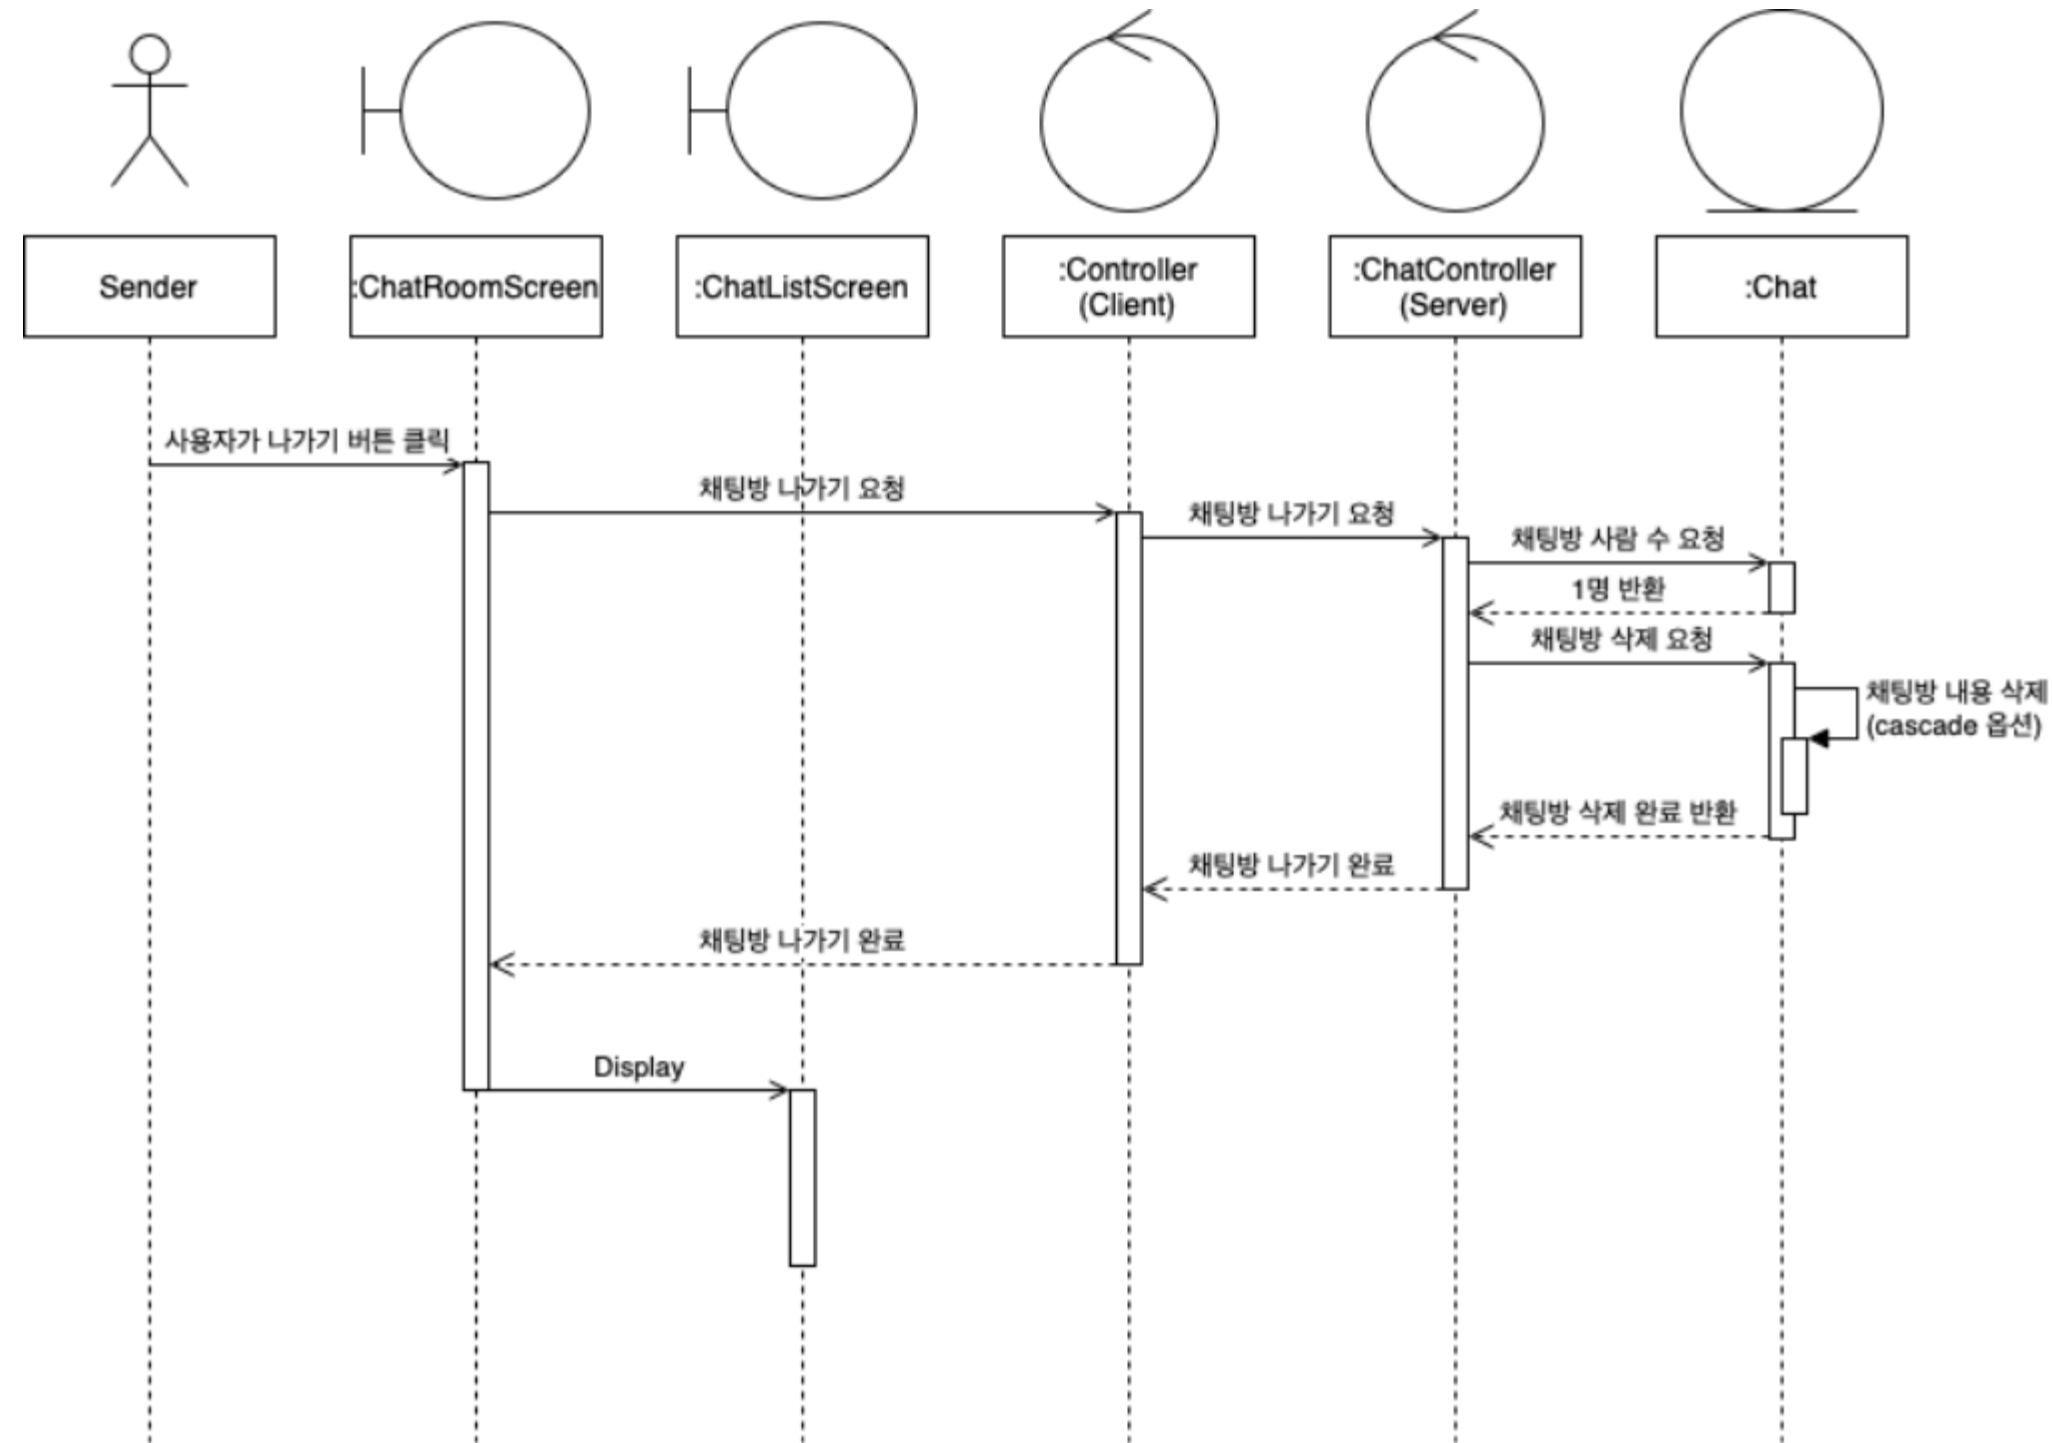 Sender
:ChatRoomScreen
:ChatListScreen
:Controller
(Client)
:ChatController
(Server)
:Chat
사용자가 나가기 버튼 클릭
채팅방 나가기 요청
채팅방 나가기 요청
채팅방 사람 수 요청
1명 반환
채팅방 삭제 요청
채팅방 내용 삭제
(cascade 옵션)
채팅방 삭제 완료 반환
채팅방 나가기 완료
채팅방 나가기 완료
Display